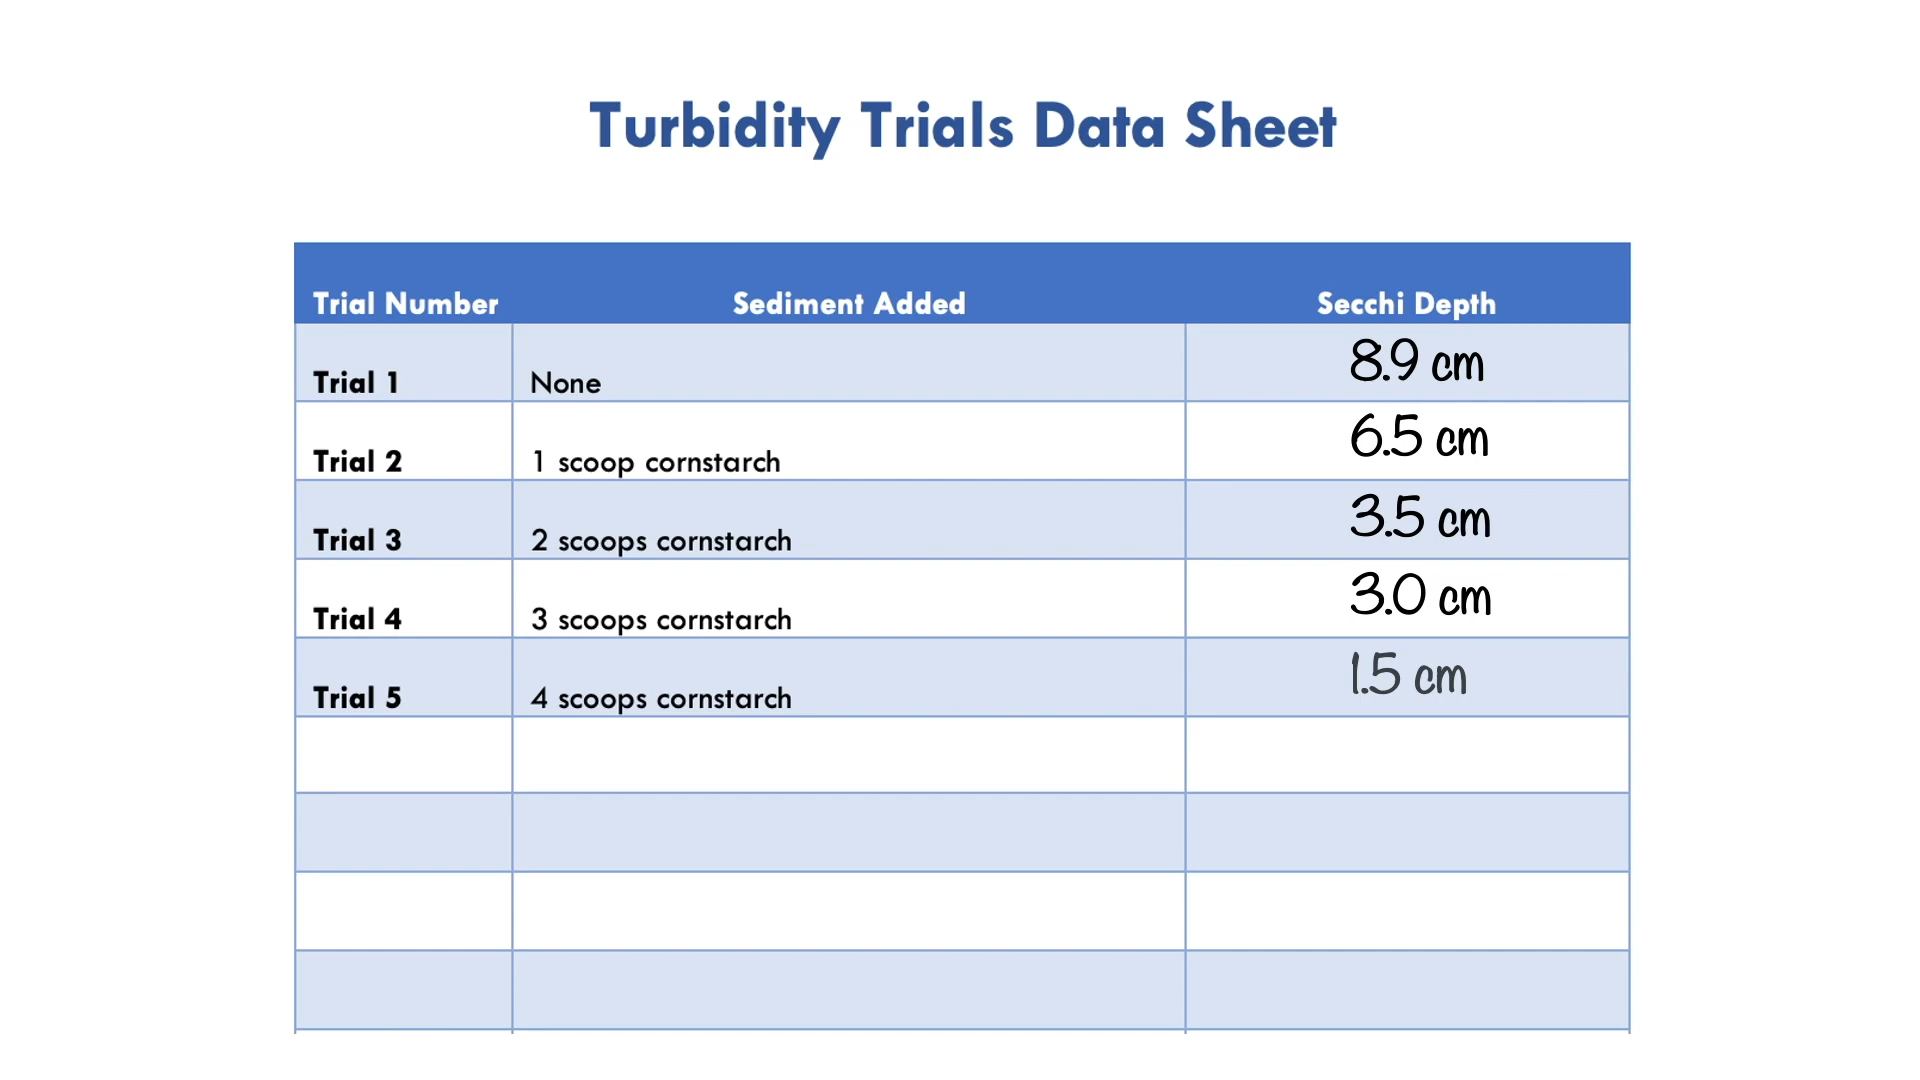 Turbidity Trials Data Sheet
Trial Number Sediment Added Secchi Depth
Trial 1 None 8.9 cm
Trial 2 1 scoop cornstarch 6.5 cm
Trial 3 2 scoops cornstarch 3.5 cm
Trial 4 3 scoops cornstarch 3.0 cm
Trial 5 4 scoops cornstarch 1.5 cm